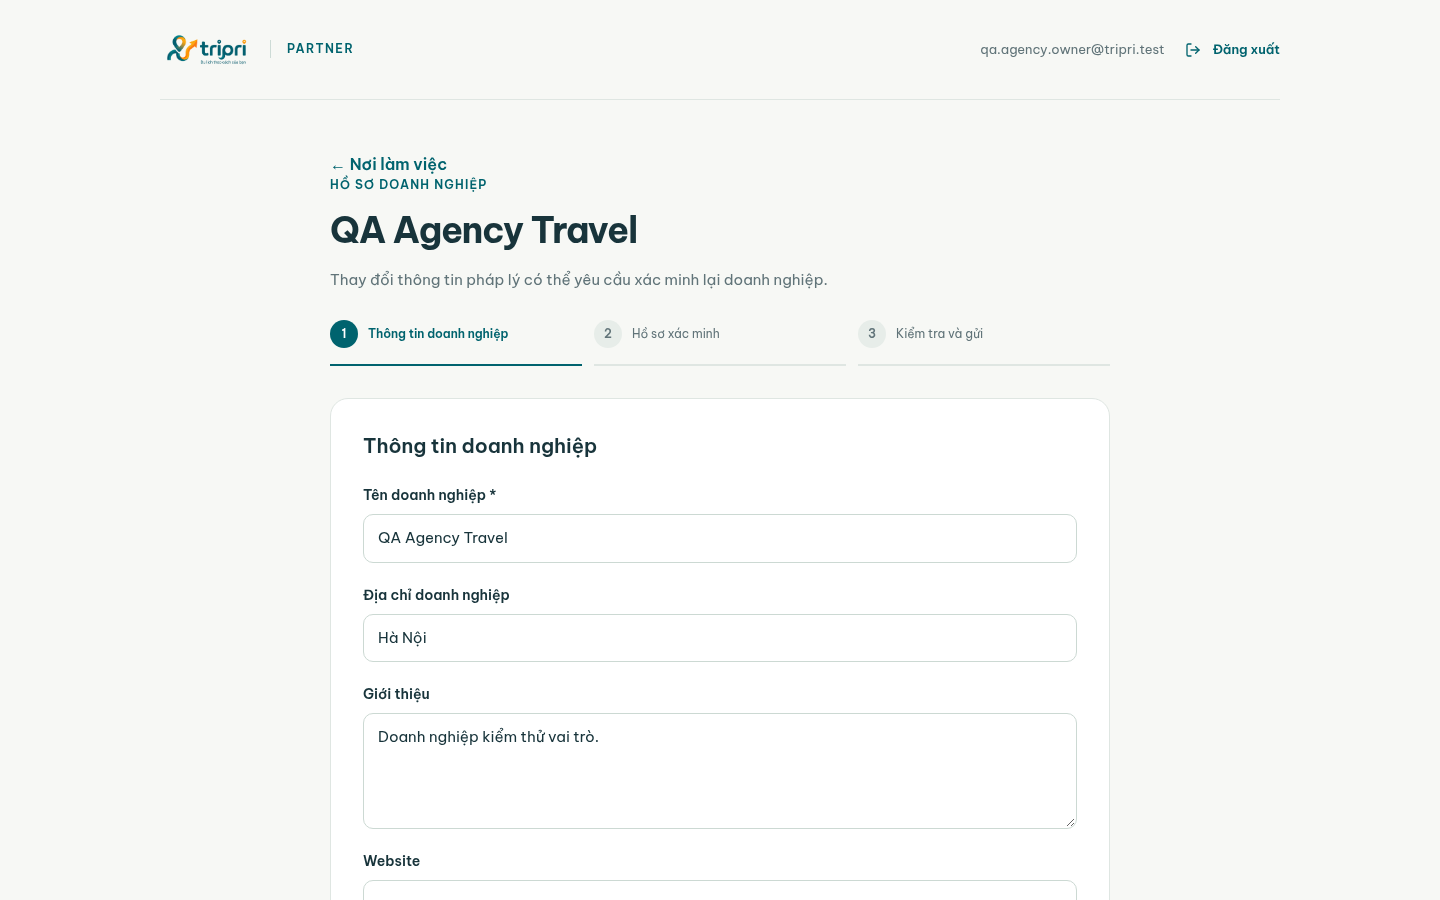 tripri
PARTNER
qa.agency.owner@tripri.test
Đăng xuất
← Nơi làm việc
HỒ SƠ DOANH NGHIỆP
QA Agency Travel
Thay đổi thông tin pháp lý có thể yêu cầu xác minh lại doanh nghiệp.
1 Thông tin doanh nghiệp
2 Hồ sơ xác minh
3 Kiểm tra và gửi
Thông tin doanh nghiệp
Tên doanh nghiệp *
QA Agency Travel
Địa chỉ doanh nghiệp
Hà Nội
Giới thiệu
Doanh nghiệp kiểm thử vai trò.
Website